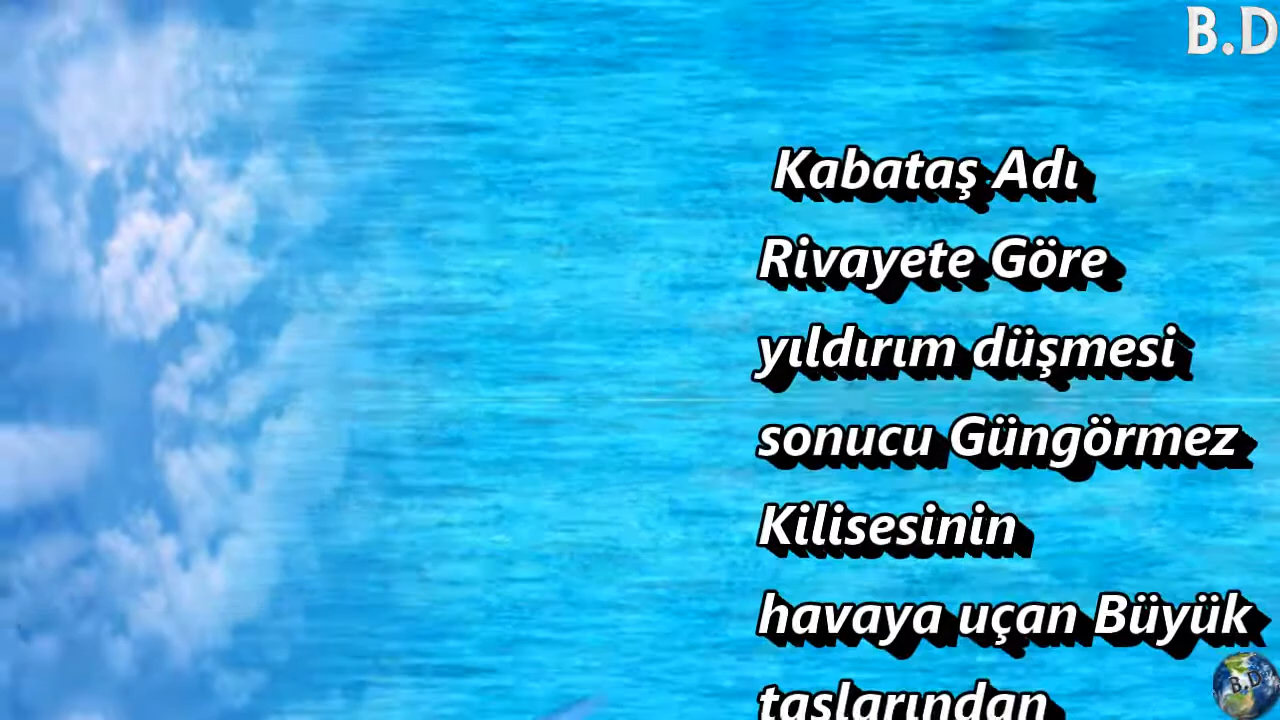 B.D
Kabataş Adı
Rivayete Göre
yıldırım düşmesi
sonucu Güngörmez
Kilisesinin
havaya uçan Büyük
taşlarından
B.D